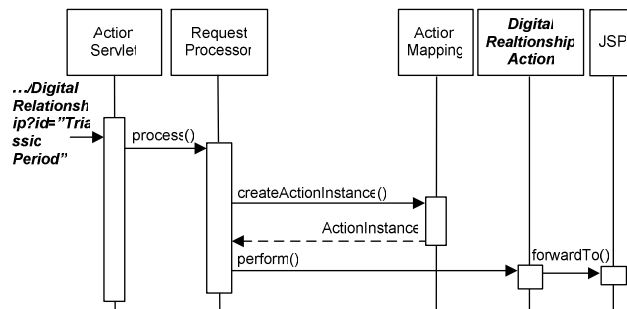 Action
Servlet
Request
Processor
Action
Mapping
Digital
Realtionship
Action
JSP
.../Digital
Relationsh
ip?id="Tria
ssic
Period"
process()
createActionInstance()
ActionInstance
perform()
forwardTo()